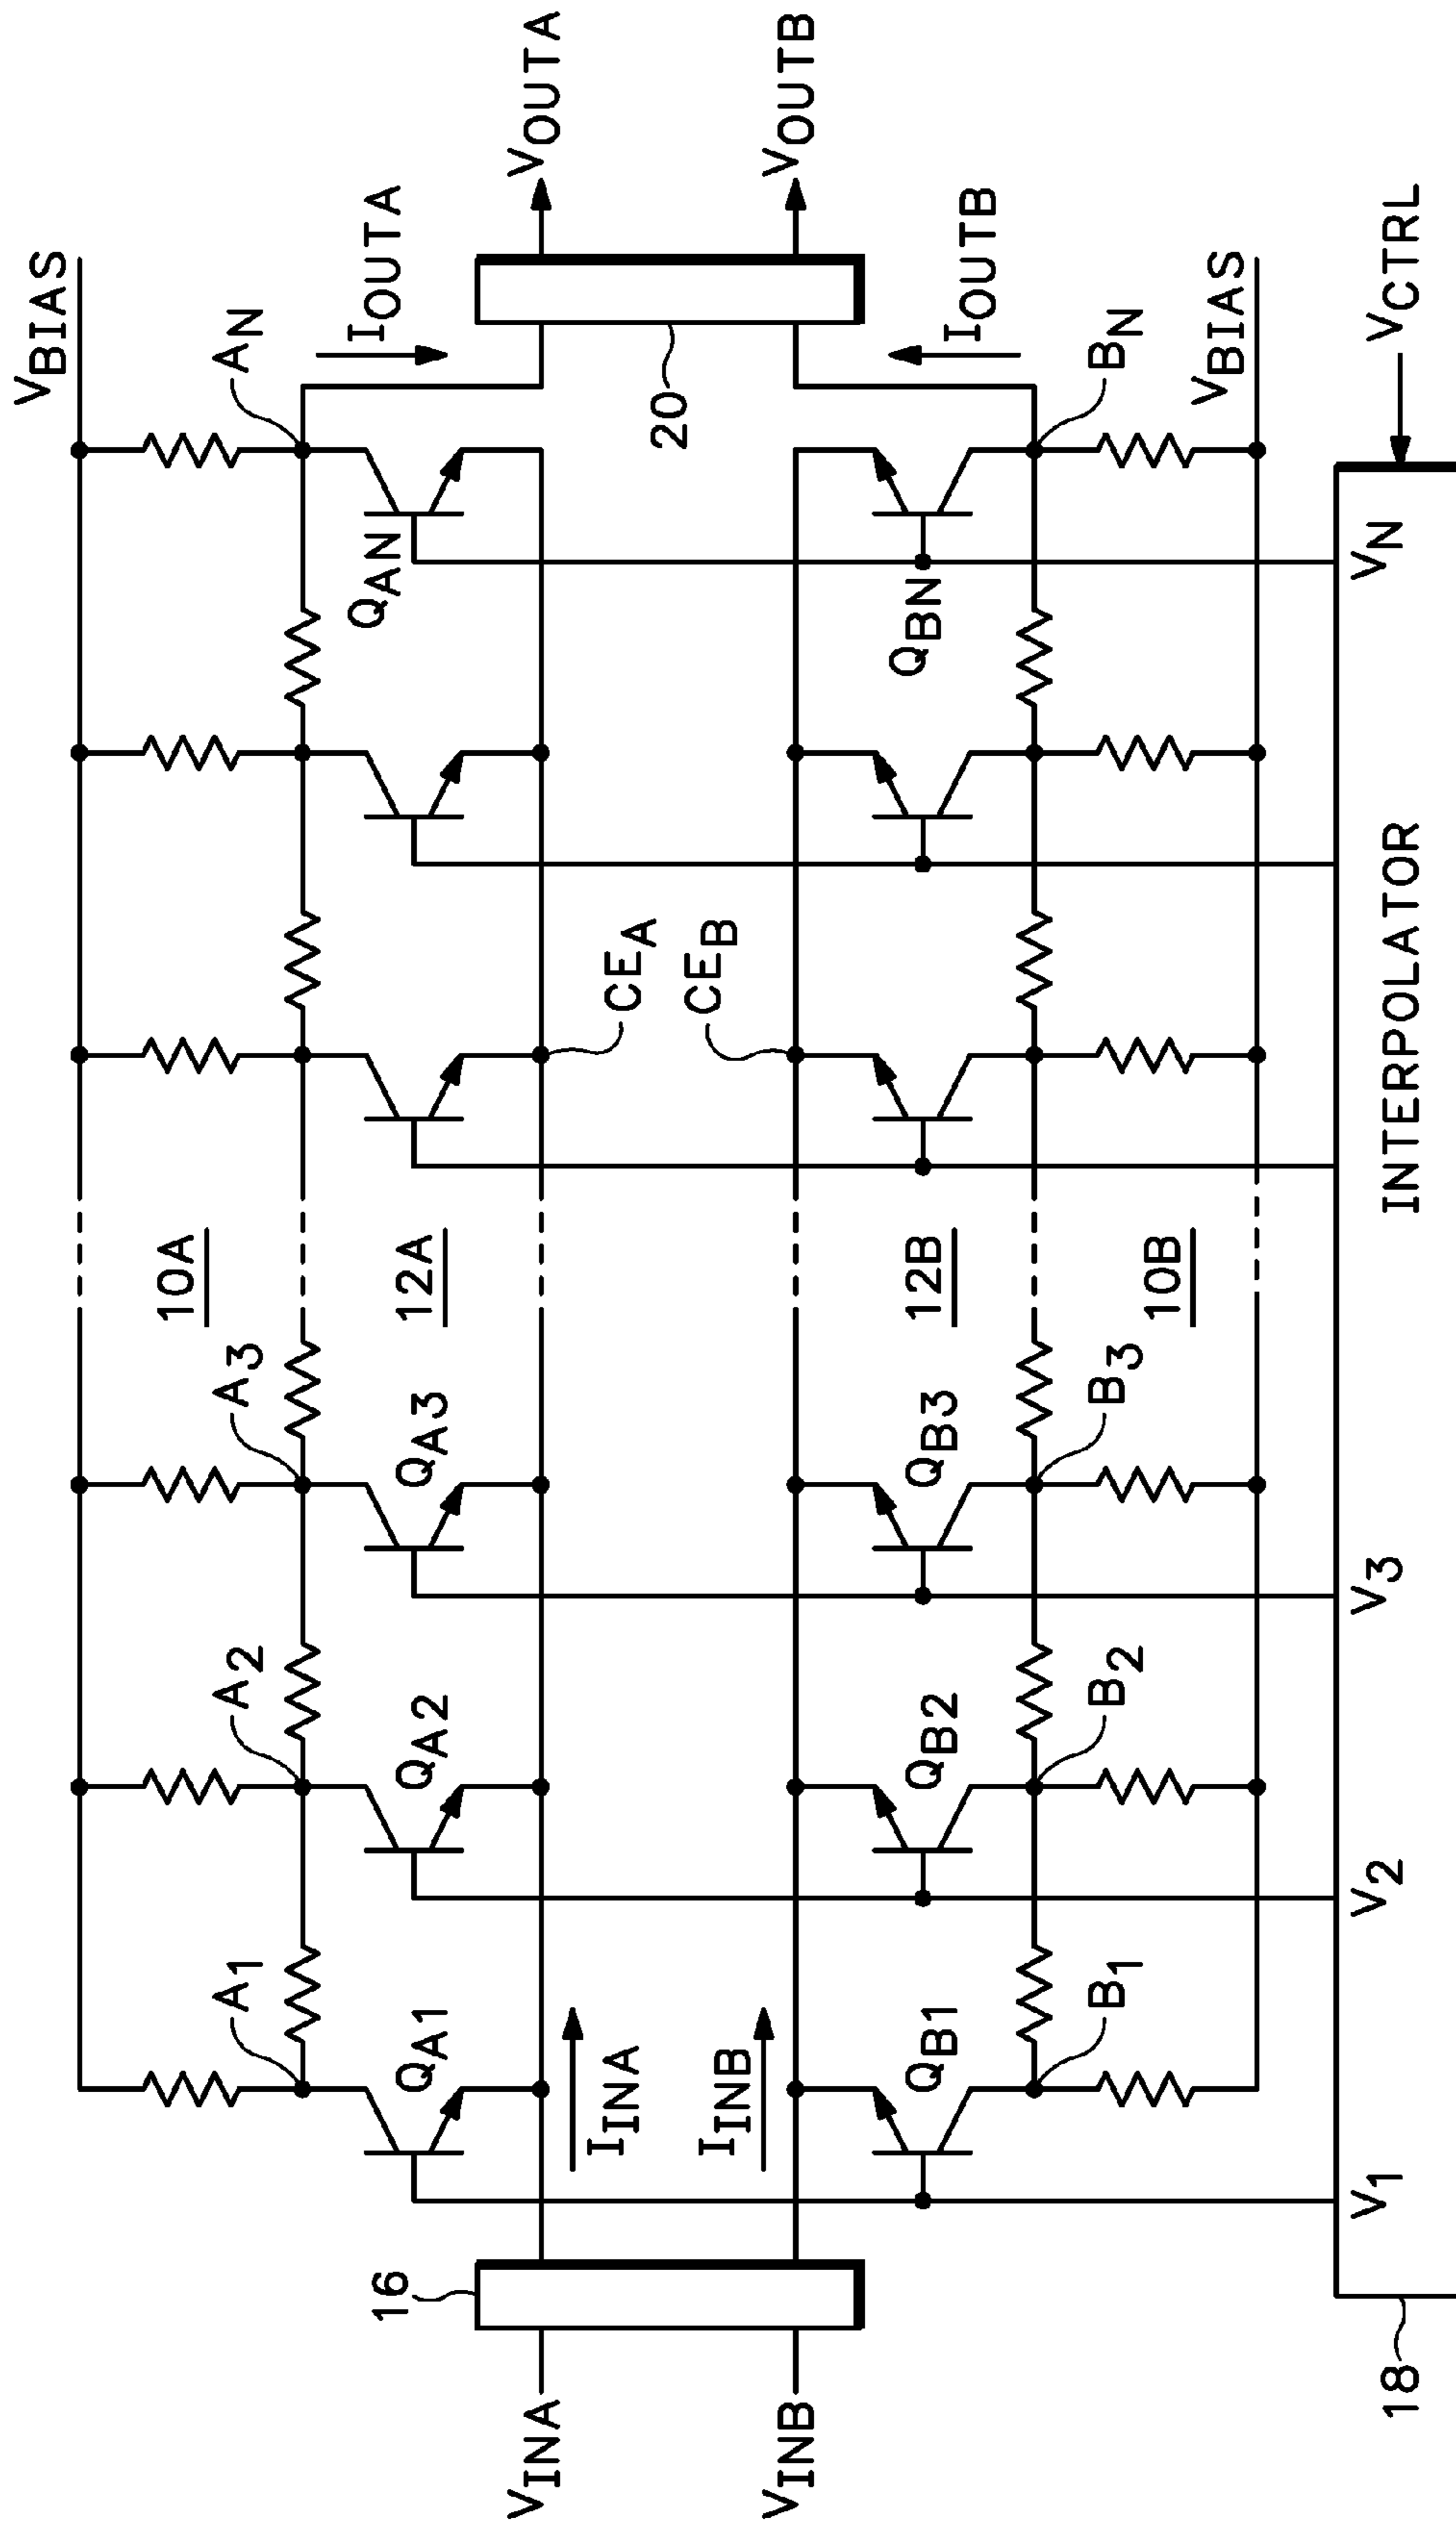 VBIAS
AN
IOUTA
10A
A3
A2
A1
QAN
12A
QA3
QA2
QA1
VOUTA
VINA
16
20
CEA
IINA
CEB
IINB
VOUTB
VINB
QBN
12B
QB3
QB2
QB1
IOUTB
BN
10B
B3
B2
B1
VBIAS
V1
V2
V3
VN
INTERPOLATOR
VCTRL
18